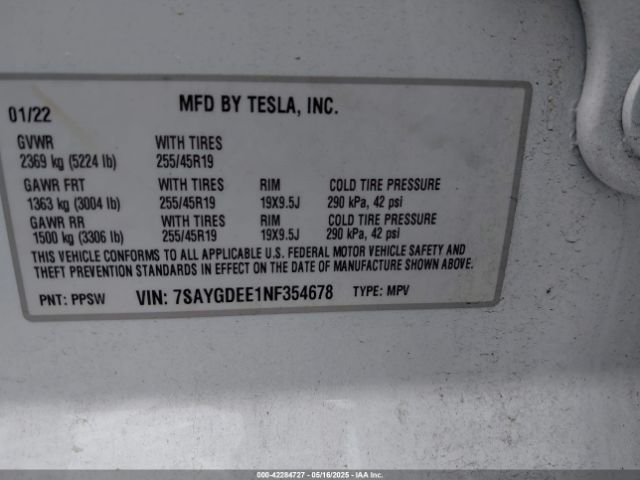 01/22 MFD BY TESLA, INC.
GVWR WITH TIRES
2369 kg (5224 lb) 255/45R19
GAWR FRT WITH TIRES RIM COLD TIRE PRESSURE
1363 kg (3004 lb) 255/45R19 19X9.5J 290 kPa, 42 psi
GAWR RR WITH TIRES RIM COLD TIRE PRESSURE
1500 kg (3306 lb) 255/45R19 19X9.5J 290 kPa, 42 psi
THIS VEHICLE CONFORMS TO ALL APPLICABLE U.S. FEDERAL MOTOR VEHICLE SAFETY AND
THEFT PREVENTION STANDARDS IN EFFECT ON THE DATE OF MANUFACTURE SHOWN ABOVE.
PNT: PPSW VIN: 7SAYGDEE1NF354678 TYPE: MPV
000-42284727 - 05/16/2025 - IAA Inc.